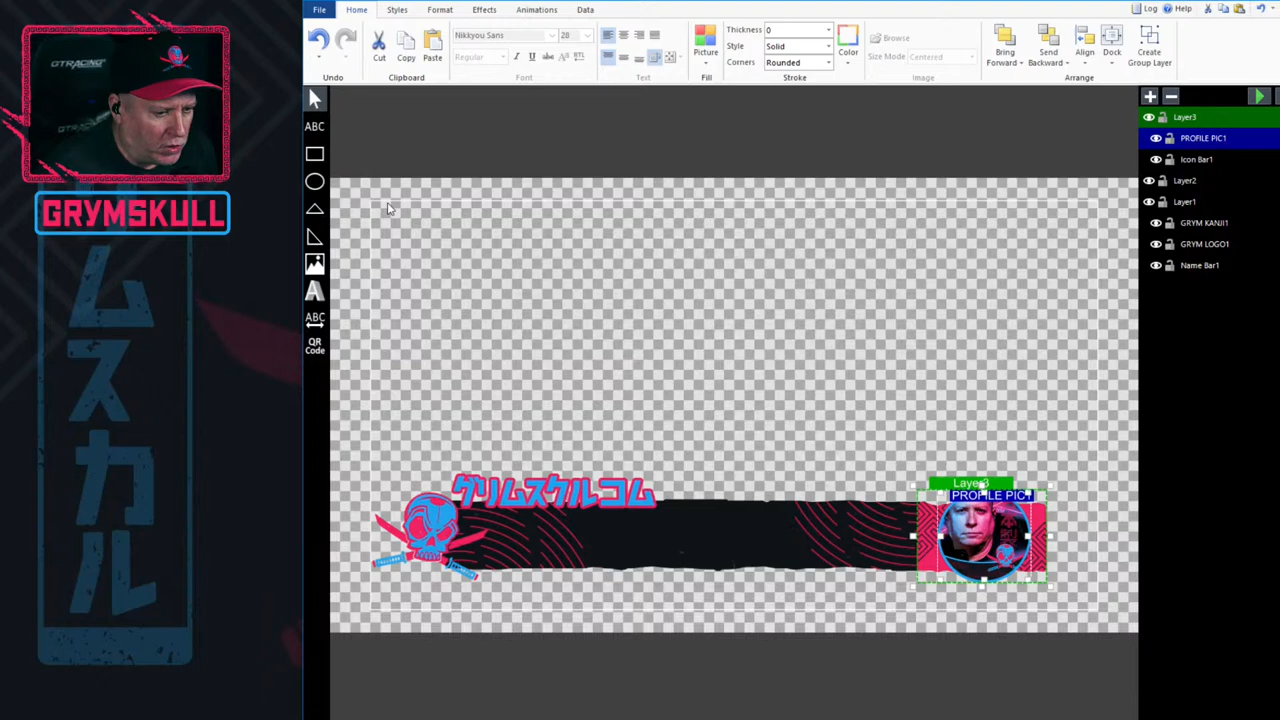 File Home Styles Format Effects Animations Data Log Help
Undo
Cut Copy Paste
Clipboard
Nikkyou Sans 28
Regular
Font
Text
Picture
Fill
Thickness 0
Style Solid
Corners Rounded
Color
Stroke
Browse
Size Mode Centered
Image
Bring Forward
Send Backward
Align
Dock
Create Group Layer
Arrange
GTRACING
GTRACING
GRYMSKULL
ムスカル
ABC
ABC
QR
Code
Layer3
PROFILE PIC1
Icon Bar1
Layer2
Layer1
GRYM KANJI1
GRYM LOGO1
Name Bar1
グリムスクルコム
Layer3
PROFILE PIC1